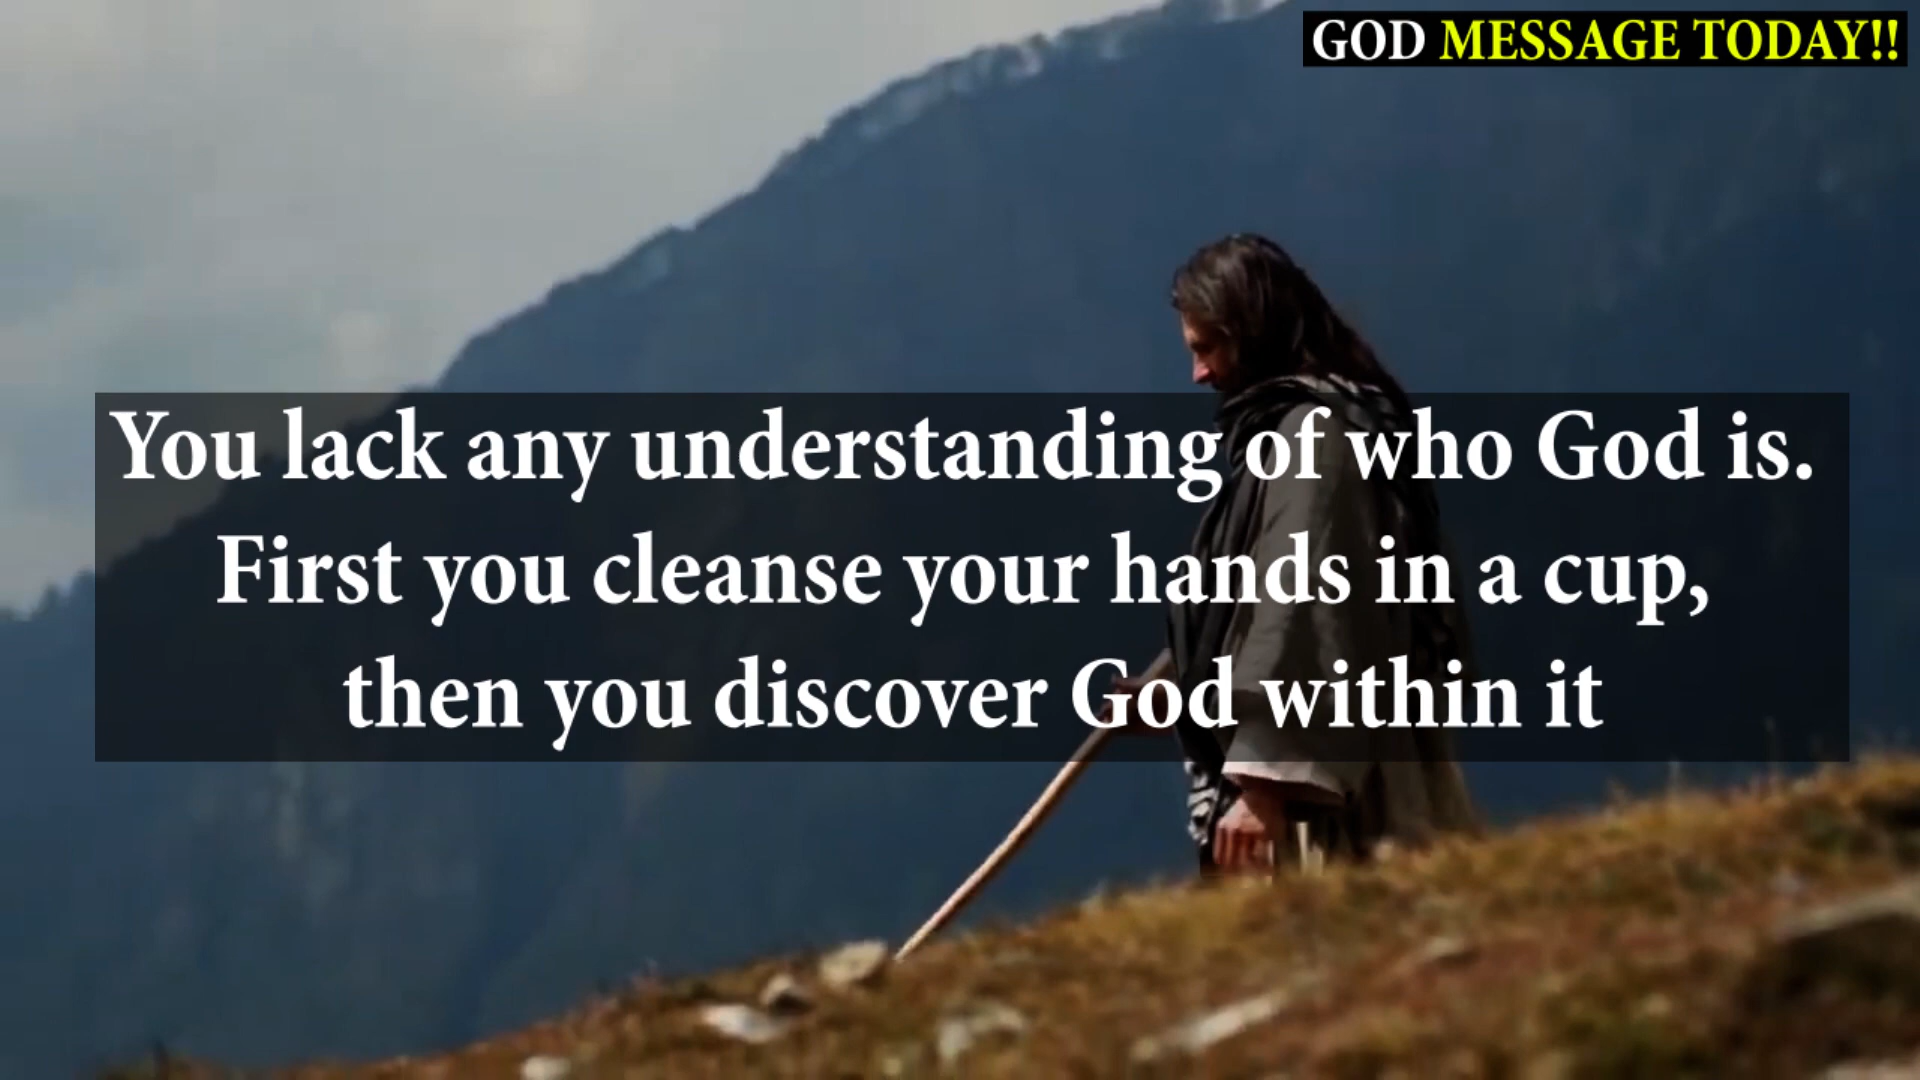 GOD MESSAGE TODAY!!
You lack any understanding of who God is.
First you cleanse your hands in a cup,
then you discover God within it